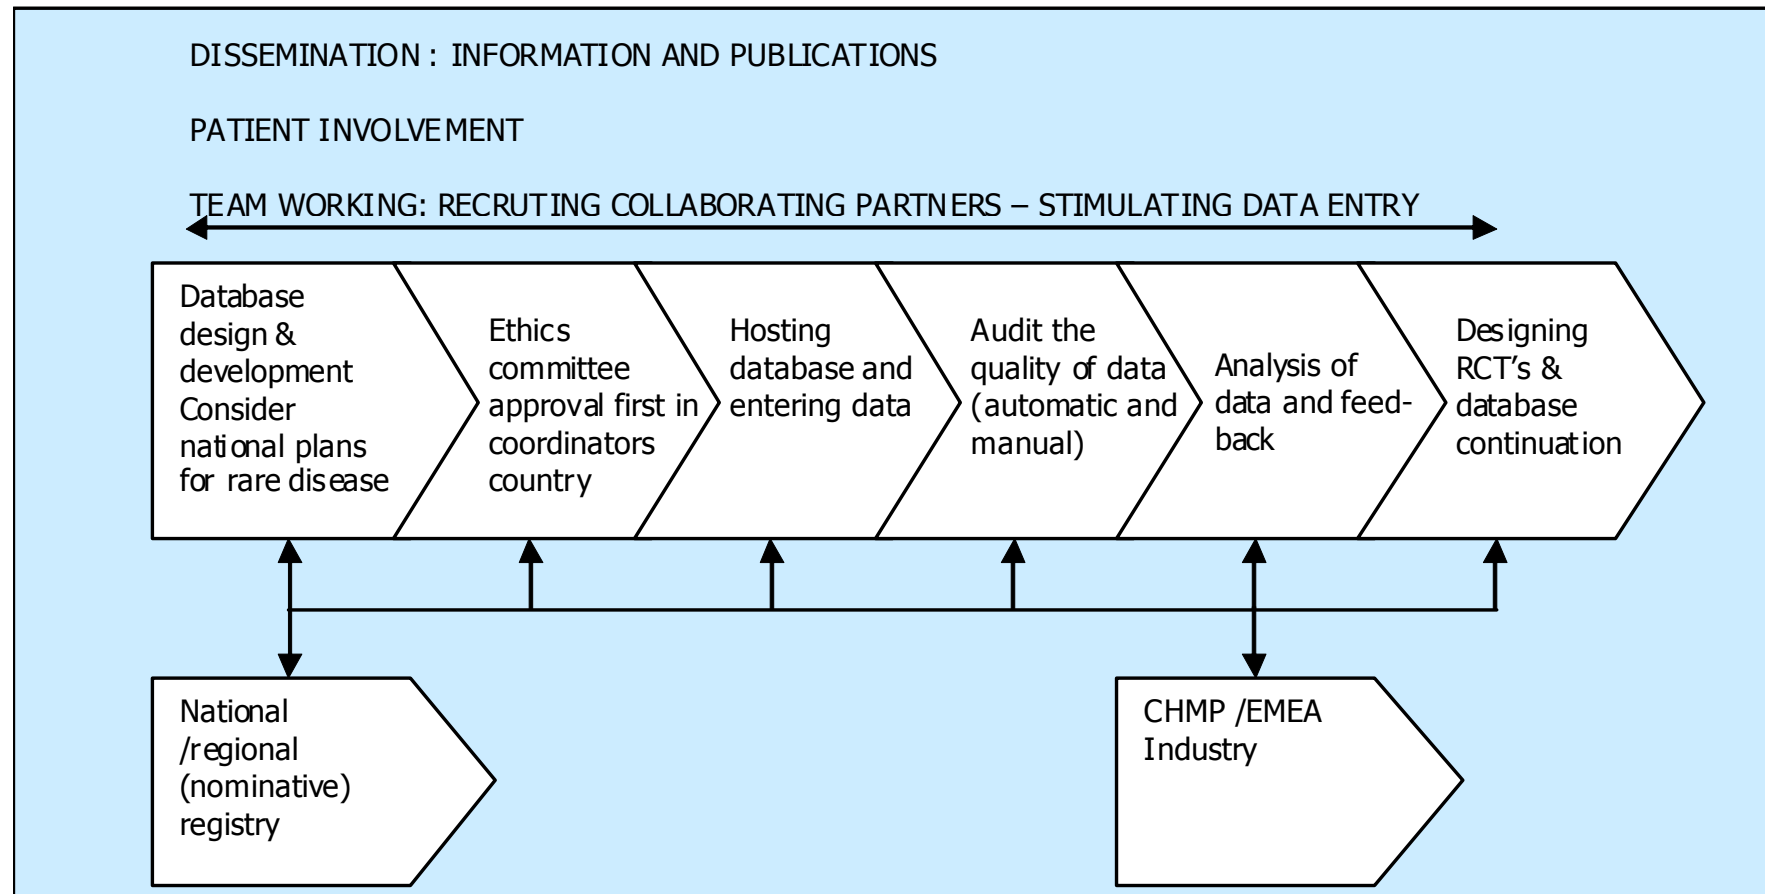 DISSEMINATION : INFORMATION AND PUBLICATIONS
PATIENT INVOLVEMENT
TEAM WORKING: RECRUTING COLLABORATING PARTNERS – STIMULATING DATA ENTRY
Database
design &
development
Consider
national plans
for rare disease
Ethics
committee
approval first in
coordinators
country
Hosting
database and
entering data
Audit the
quality of data
(automatic and
manual)
Analysis of
data and feed-
back
Designing
RCT’s &
database
continuation
National
/regional
(nominative)
registry
CHMP /EMEA
Industry